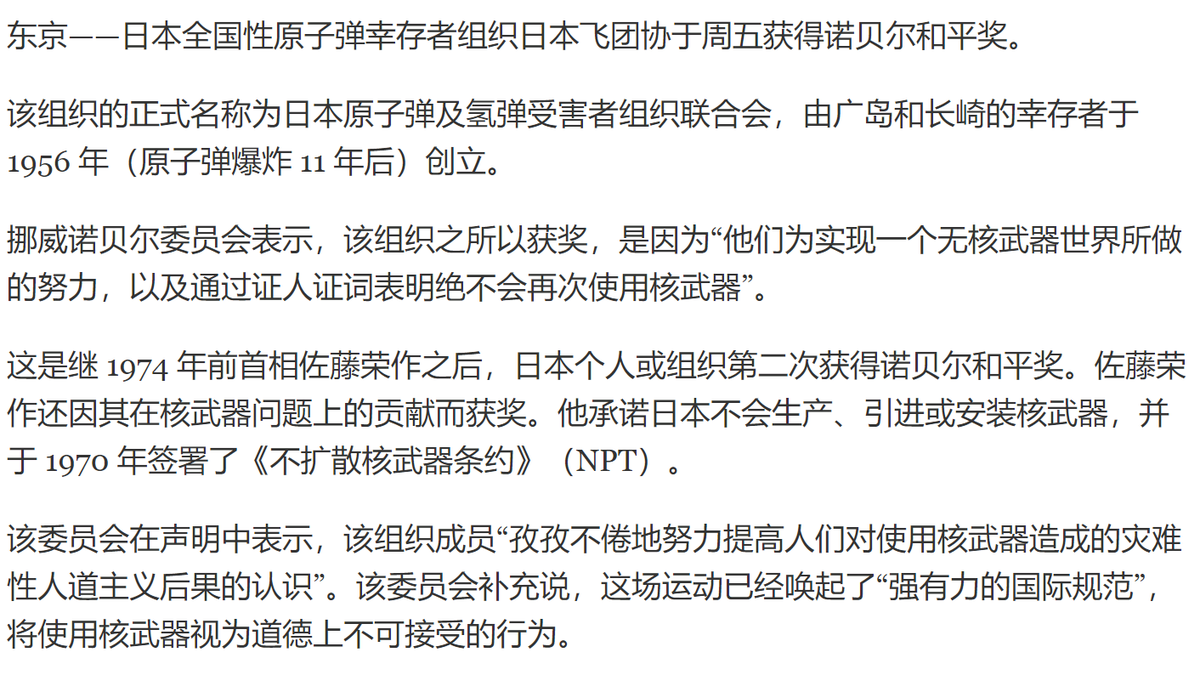 东京——日本全国性原子弹幸存者组织日本飞团协于周五获得诺贝尔和平奖。
该组织的正式名称为日本原子弹及氢弹受害者组织联合会，由广岛和长崎的幸存者于
1956 年（原子弹爆炸 11 年后）创立。
挪威诺贝尔委员会表示，该组织之所以获奖，是因为“他们为实现一个无核武器世界所做
的努力，以及通过证人证词表明绝不会再次使用核武器”。
这是继 1974 年前首相佐藤荣作之后，日本个人或组织第二次获得诺贝尔和平奖。佐藤荣
作还因其在核武器问题上的贡献而获奖。他承诺日本不会生产、引进或安装核武器，并
于 1970 年签署了《不扩散核武器条约》（NPT）。
该委员会在声明中表示，该组织成员“孜孜不倦地努力提高人们对使用核武器造成的灾难
性人道主义后果的认识”。该委员会补充说，这场运动已经唤起了“强有力的国际规范”，
将使用核武器视为道德上不可接受的行为。